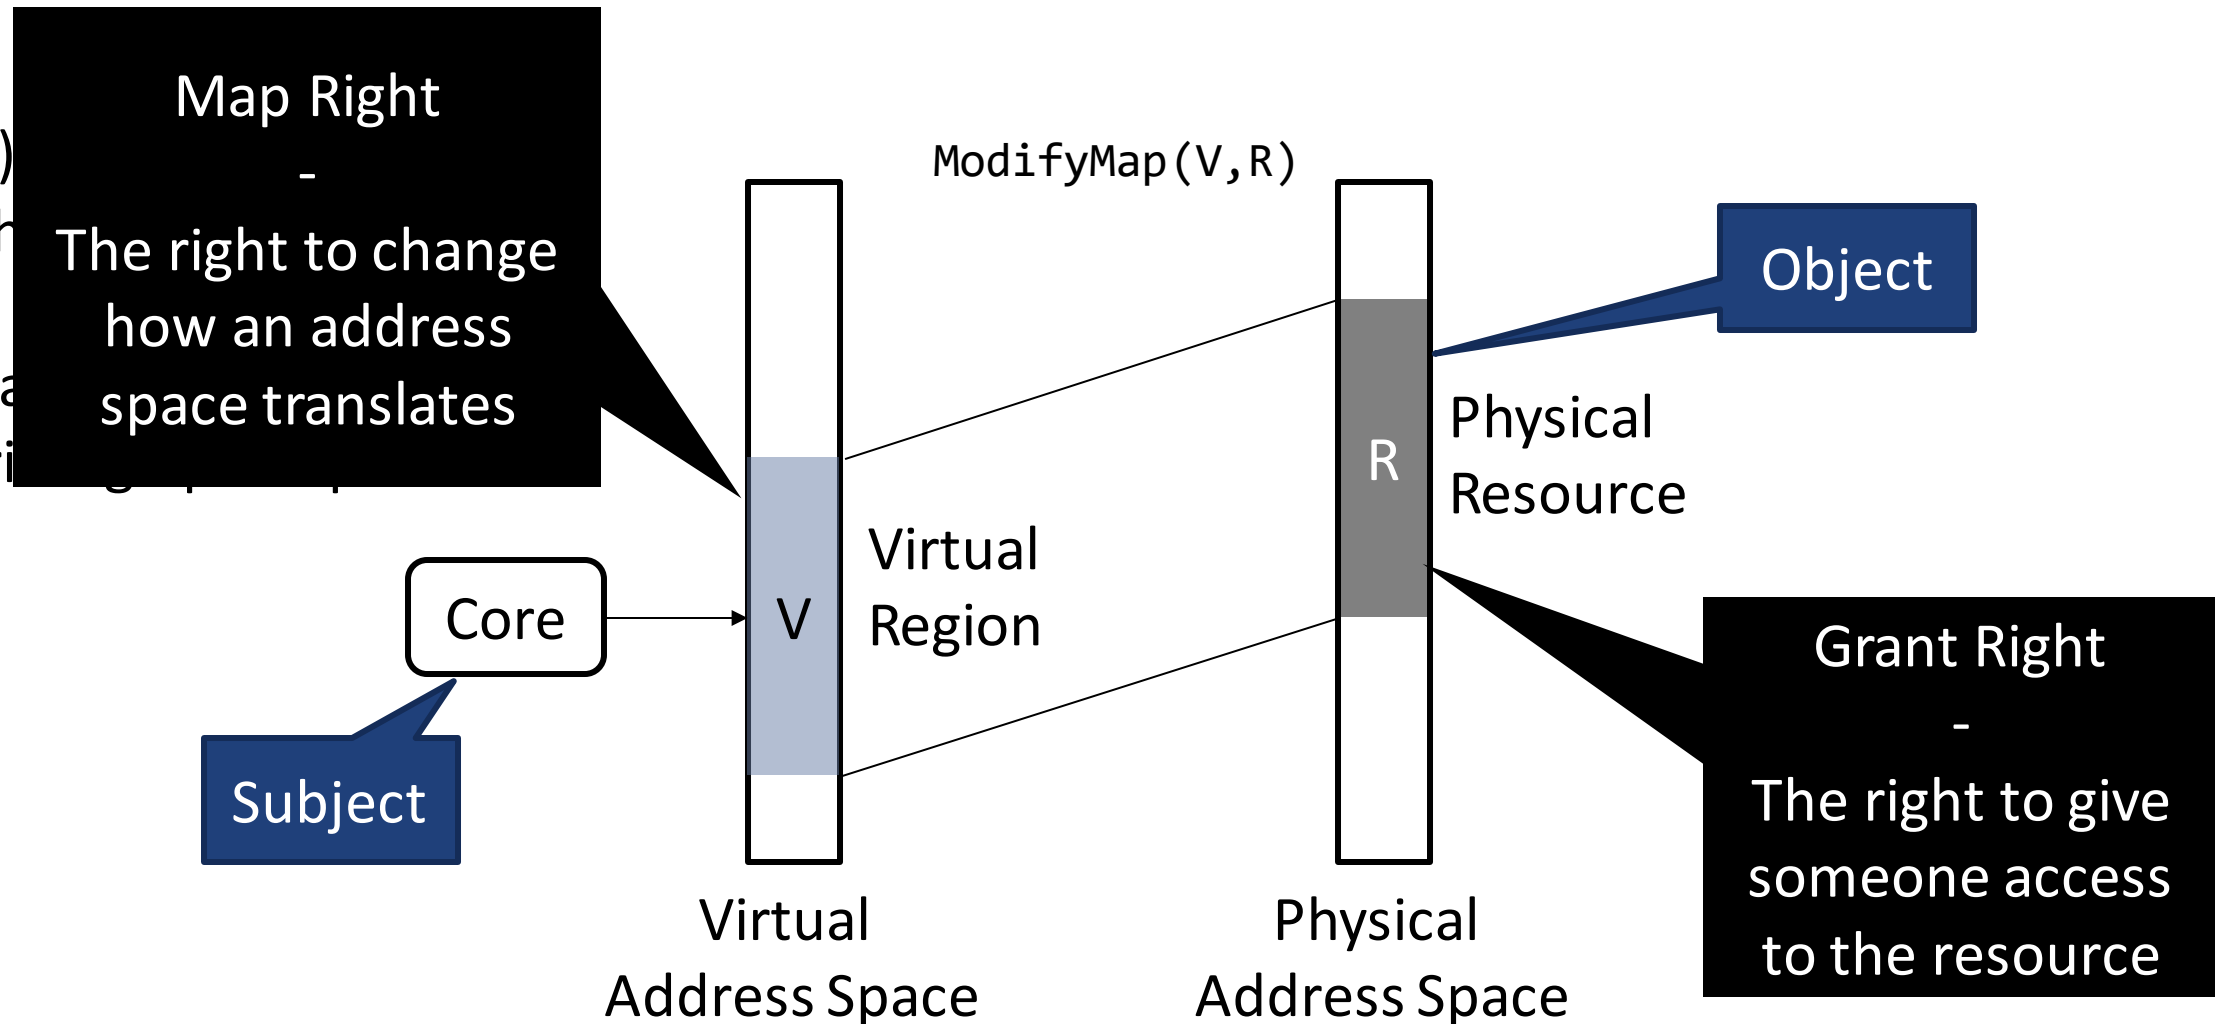 Map Right
-
The right to change
how an address
space translates
ModifyMap(V,R)
Object
Physical
Resource
R
Virtual
Region
V
Core
Subject
Grant Right
-
The right to give
someone access
to the resource
Virtual
Address Space
Physical
Address Space